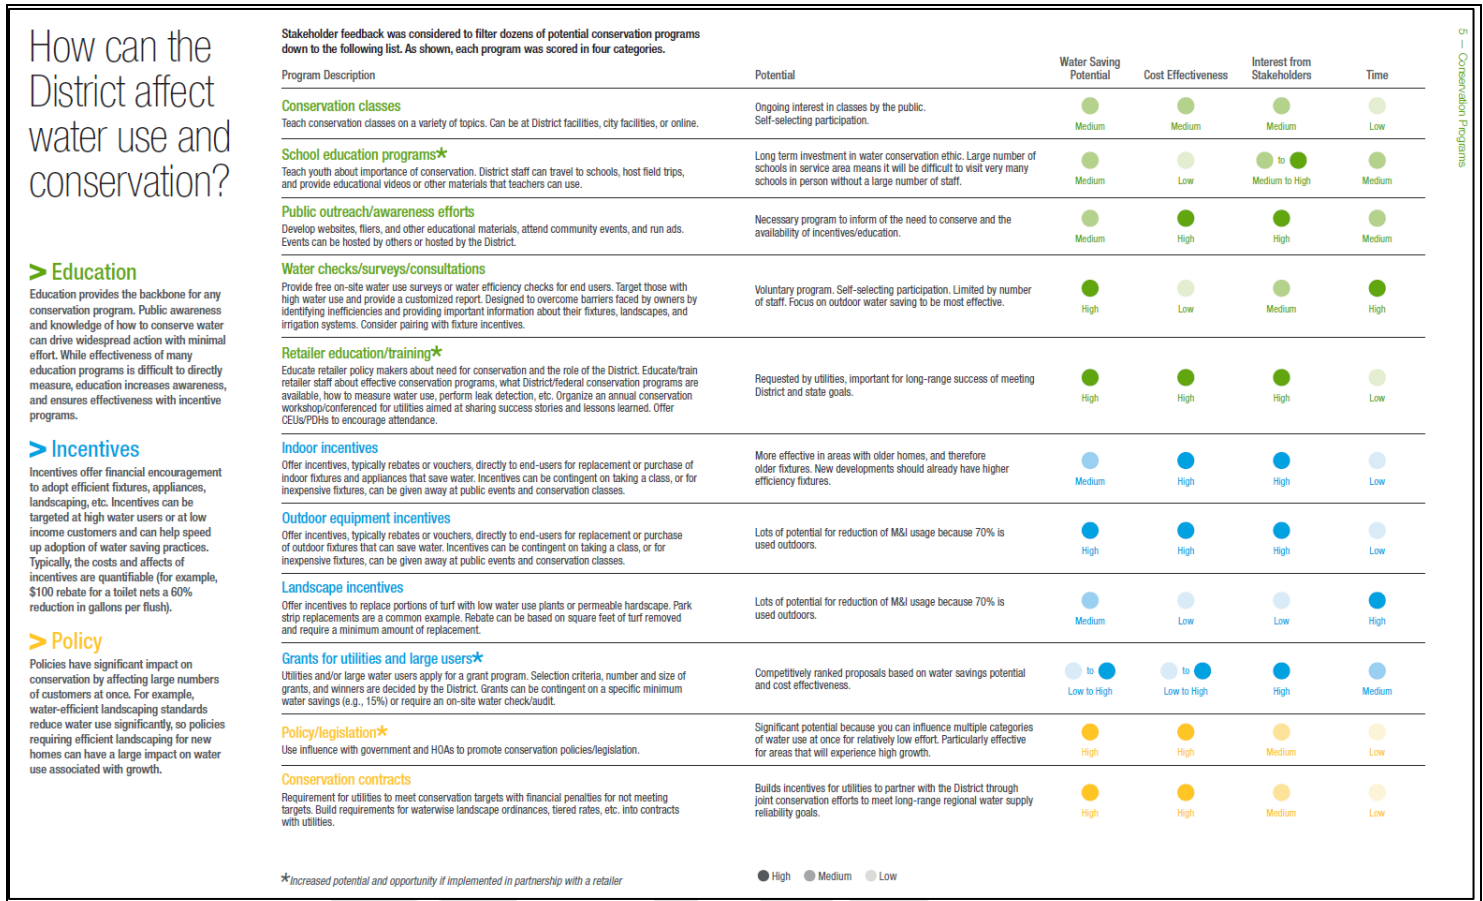 How can the
District affect
water use and
conservation?
> Education
Education provides the backbone for any
conservation program. Public awareness
and knowledge of how to conserve water
can drive widespread action with minimal
effort. While effectiveness of many
education programs is difficult to directly
measure, education increases awareness,
and ensures effectiveness with incentive
programs.
> Incentives
Incentives offer financial encouragement
to adopt efficient fixtures, appliances,
landscaping, etc. Incentives can be
targeted at high water users or at low
income customers and can help speed
up adoption of water saving practices.
Typically, the costs and affects of
incentives are quantifiable (for example,
$100 rebate for a toilet nets a 60%
reduction in gallons per flush).
> Policy
Policies have significant impact on
conservation by affecting large numbers
of customers at once. For example,
water-efficient landscaping standards
reduce water use significantly, so policies
requiring efficient landscaping for new
homes can have a large impact on water
use associated with growth.
Stakeholder feedback was considered to filter dozens of potential conservation programs
down to the following list. As shown, each program was scored in four categories.
Program Description
Potential
Water Saving
Potential
Cost Effectiveness
Interest from
Stakeholders
Time
Conservation classes
Teach conservation classes on a variety of topics. Can be at District facilities, city facilities, or online.
Ongoing interest in classes by the public.
Self-selecting participation.
Medium
Medium
Medium
Low
School education programs*
Teach youth about importance of conservation. District staff can travel to schools, host field trips,
and provide educational videos or other materials that teachers can use.
Long term investment in water conservation ethic. Large number of
schools in service area means it will be difficult to visit very many
schools in person without a large number of staff.
Medium
Low
to
Medium to High
Medium
Public outreach/awareness efforts
Develop websites, fliers, and other educational materials, attend community events, and run ads.
Events can be hosted by others or hosted by the District.
Necessary program to inform of the need to conserve and the
availability of incentives/education.
Medium
High
High
Medium
Water checks/surveys/consultations
Provide free on-site water use surveys or water efficiency checks for end users. Target those with
high water use and provide a customized report. Designed to overcome barriers faced by owners by
identifying inefficiencies and providing important information about their fixtures, landscapes, and
irrigation systems. Consider pairing with fixture incentives.
Voluntary program. Self-selecting participation. Limited by number
of staff. Focus on outdoor water saving to be most effective.
High
Low
Medium
High
Retailer education/training*
Educate retailer policy makers about need for conservation and the role of the District. Educate/train
retailer staff about effective conservation programs, what District/federal conservation programs are
available, how to measure water use, perform leak detection, etc. Organize an annual conservation
workshop/conferenced for utilities aimed at sharing success stories and lessons learned. Offer
CEUs/PDHs to encourage attendance.
Requested by utilities, important for long-range success of meeting
District and state goals.
High
High
High
Low
Indoor incentives
Offer incentives, typically rebates or vouchers, directly to end-users for replacement or purchase of
indoor fixtures and appliances that save water. Incentives can be contingent on taking a class, or for
inexpensive fixtures, can be given away at public events and conservation classes.
More effective in areas with older homes, and therefore
older fixtures. New developments should already have higher
efficiency fixtures.
Medium
High
High
Low
Outdoor equipment incentives
Offer incentives, typically rebates or vouchers, directly to end-users for replacement or purchase
of outdoor fixtures that can save water. Incentives can be contingent on taking a class, or for
inexpensive fixtures, can be given away at public events and conservation classes.
Lots of potential for reduction of M&I usage because 70% is
used outdoors.
High
High
High
Low
Landscape incentives
Offer incentives to replace portions of turf with low water use plants or permeable hardscape. Park
strip replacements are a common example. Rebate can be based on square feet of turf removed
and require a minimum amount of replacement.
Lots of potential for reduction of M&I usage because 70% is
used outdoors.
Medium
Low
Low
High
Grants for utilities and large users*
Utilities and/or large water users apply for a grant program. Selection criteria, number and size of
grants, and winners are decided by the District. Grants can be contingent on a specific minimum
water savings (e.g., 15%) or require an on-site water check/audit.
Competitively ranked proposals based on water savings potential
and cost effectiveness.
to
Low to High
to
Low to High
High
Medium
Policy/legislation*
Use influence with government and HOAs to promote conservation policies/legislation.
Significant potential because you can influence multiple categories
of water use at once for relatively low effort. Particularly effective
for areas that will experience high growth.
High
High
Medium
Low
Conservation contracts
Requirement for utilities to meet conservation targets with financial penalties for not meeting
targets. Build requirements for waterwise landscape ordinances, tiered rates, etc. into contracts
with utilities.
Builds incentives for utilities to partner with the District through
joint conservation efforts to meet long-range regional water supply
reliability goals.
High
High
Medium
Low
*Increased potential and opportunity if implemented in partnership with a retailer
High Medium Low
5 — Conservation Programs